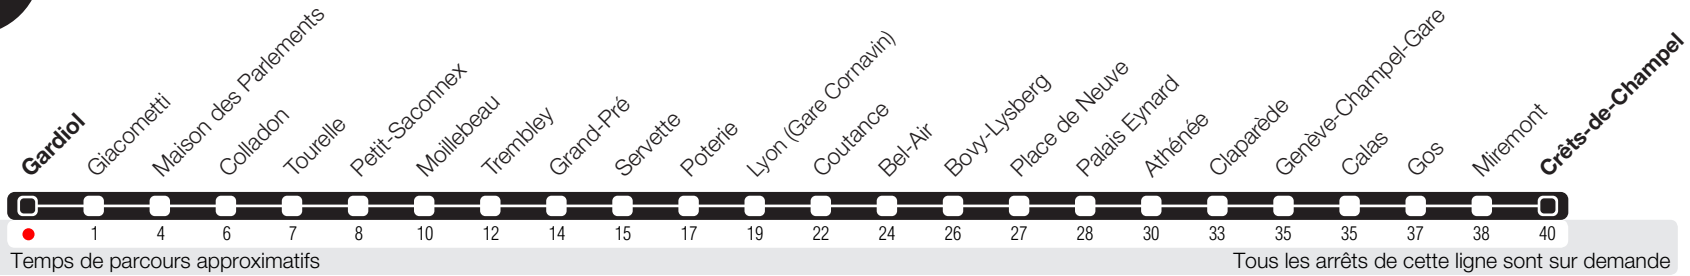 Gardiol
Giacometti
Maison des Parlements
Colladon
Tourelle
Petit-Saconnex
Moillebeau
Trembley
Grand-Pré
Servette
Poterie
Lyon (Gare Cornavin)
Coutance
Bel-Air
Bovy-Lysberg
Place de Neuve
Palais Eynard
Athénée
Claparède
Genève-Champel-Gare
Calas
Gos
Miremont
Crêts-de-Champel
1 4 6 7 8 10 12 14 15 17 19 22 24 26 27 28 30 33 35 35 37 38 40
Temps de parcours approximatifs
Tous les arrêts de cette ligne sont sur demande